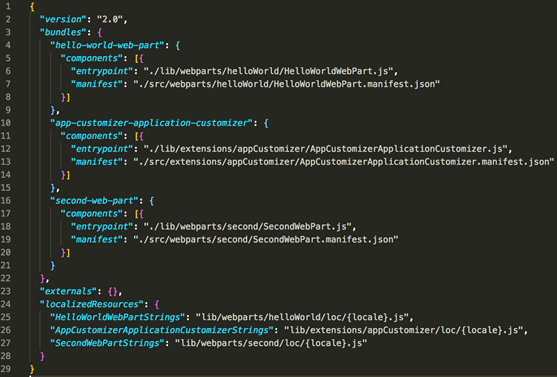 1 {
2   "version": "2.0",
3   "bundles": {
4     "hello-world-web-part": {
5       "components": [{
6         "entrypoint": "./lib/webparts/helloWorld/HelloWorldWebPart.js",
7         "manifest": "./src/webparts/helloWorld/HelloWorldWebPart.manifest.json"
8       }]
9     },
10     "app-customizer-application-customizer": {
11       "components": [{
12         "entrypoint": "./lib/extensions/appCustomizer/AppCustomizerApplicationCustomizer.js",
13         "manifest": "./src/extensions/appCustomizer/AppCustomizerApplicationCustomizer.manifest.json"
14       }]
15     },
16     "second-web-part": {
17       "components": [{
18         "entrypoint": "./lib/webparts/second/SecondWebPart.js",
19         "manifest": "./src/webparts/second/SecondWebPart.manifest.json"
20       }]
21     }
22   },
23   "externals": {},
24   "localizedResources": {
25     "HelloWorldWebPartStrings": "lib/webparts/helloWorld/loc/{locale}.js",
26     "AppCustomizerApplicationCustomizerStrings": "lib/extensions/appCustomizer/loc/{locale}.js",
27     "SecondWebPartStrings": "lib/webparts/second/loc/{locale}.js"
28   }
29 }